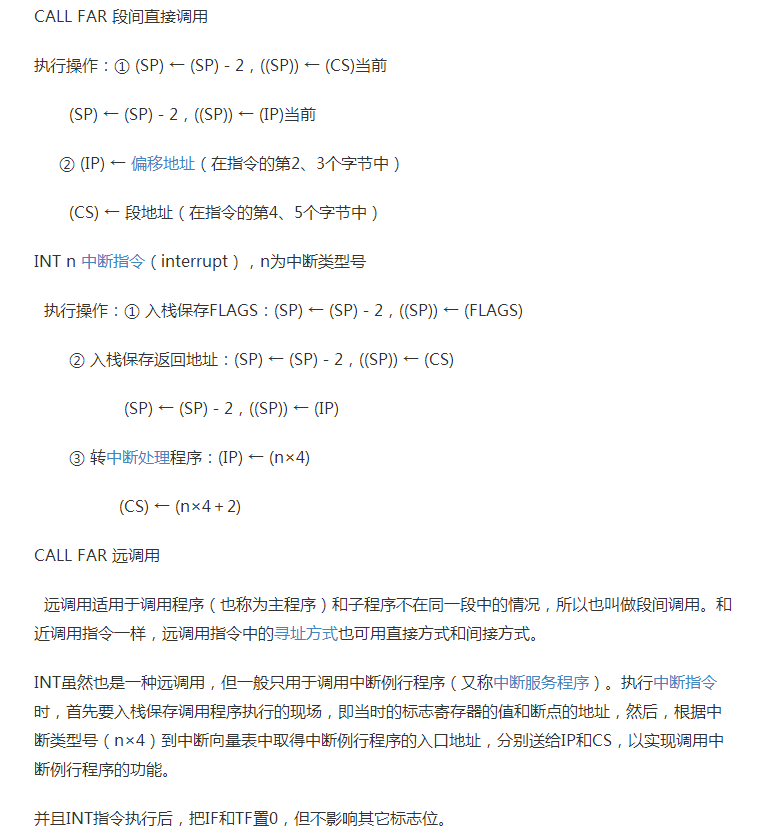 CALL FAR 段间直接调用
执行操作：① (SP) ← (SP) - 2，((SP)) ← (CS)当前
(SP) ← (SP) - 2，((SP)) ← (IP)当前
② (IP) ← 偏移地址（在指令的第2、3个字节中）
(CS) ← 段地址（在指令的第4、5个字节中）
INT n 中断指令（interrupt），n为中断类型号
执行操作：① 入栈保存FLAGS：(SP) ← (SP) - 2，((SP)) ← (FLAGS)
② 入栈保存返回地址：(SP) ← (SP) - 2，((SP)) ← (CS)
(SP) ← (SP) - 2，((SP)) ← (IP)
③ 转中断处理程序：(IP) ← (n×4)
(CS) ← (n×4＋2)
CALL FAR 远调用
远调用适用于调用程序（也称为主程序）和子程序不在同一段中的情况，所以也叫做段间调用。和
近调用指令一样，远调用指令中的寻址方式也可用直接方式和间接方式。
INT虽然也是一种远调用，但一般只用于调用中断例行程序（又称中断服务程序）。执行中断指令
时，首先要入栈保存调用程序执行的现场，即当时的标志寄存器的值和断点的地址，然后，根据中
断类型号（n×4）到中断向量表中取得中断例行程序的入口地址，分别送给IP和CS，以实现调用中
断例行程序的功能。
并且INT指令执行后，把IF和TF置0，但不影响其它标志位。